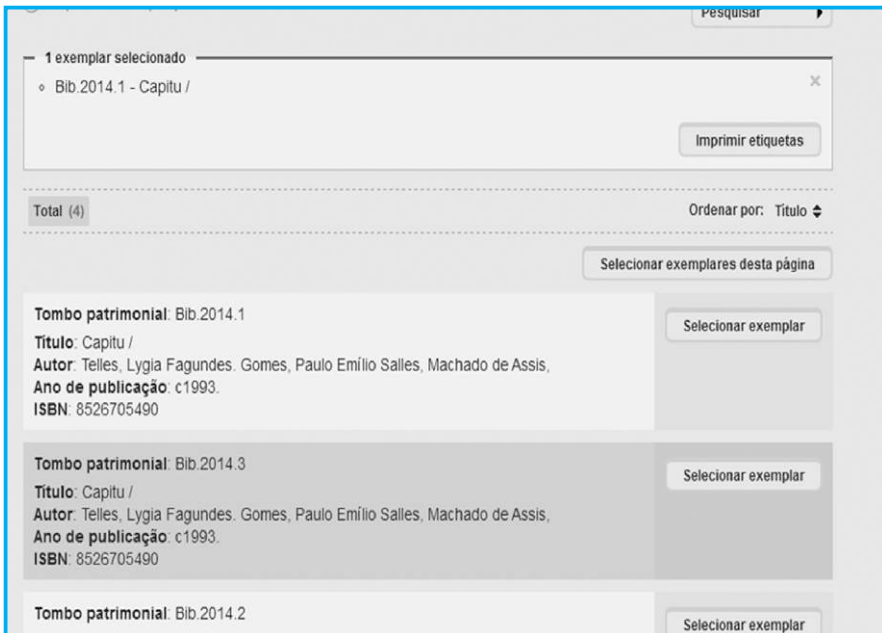 Pesquisar
1 exemplar selecionado
Bib.2014.1 - Capitu /
×
Imprimir etiquetas
Total (4)
Ordenar por: Título
Selecionar exemplares desta página
Tombo patrimonial: Bib.2014.1
Selecionar exemplar
Título: Capitu /
Autor: Telles, Lygia Fagundes. Gomes, Paulo Emílio Salles, Machado de Assis,
Ano de publicação: c1993.
ISBN: 8526705490
Tombo patrimonial: Bib.2014.3
Selecionar exemplar
Título: Capitu /
Autor: Telles, Lygia Fagundes. Gomes, Paulo Emílio Salles, Machado de Assis,
Ano de publicação: c1993.
ISBN: 8526705490
Tombo patrimonial: Bib.2014.2
Selecionar exemplar